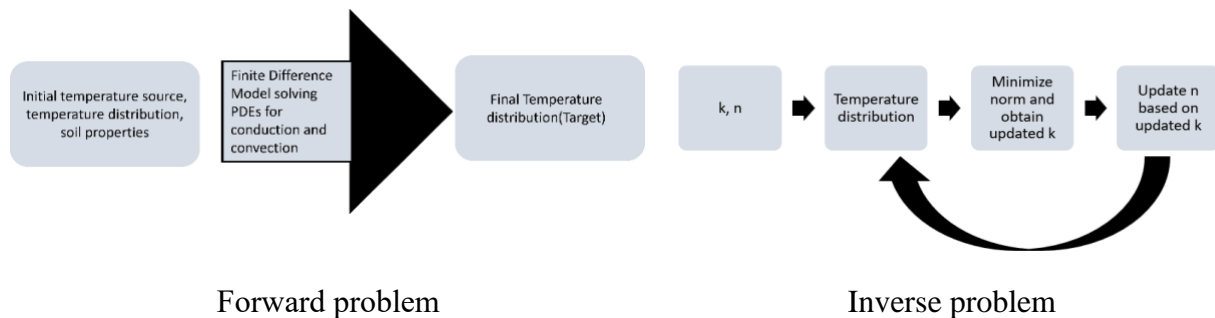 Initial temperature source,
temperature distribution,
soil properties
Finite Difference
Model solving
PDEs for
conduction and
convection
Final Temperature
distribution(Target)
k, n
Temperature
distribution
Minimize
norm and
obtain
updated k
Update n
based on
updated k
Forward problem
Inverse problem